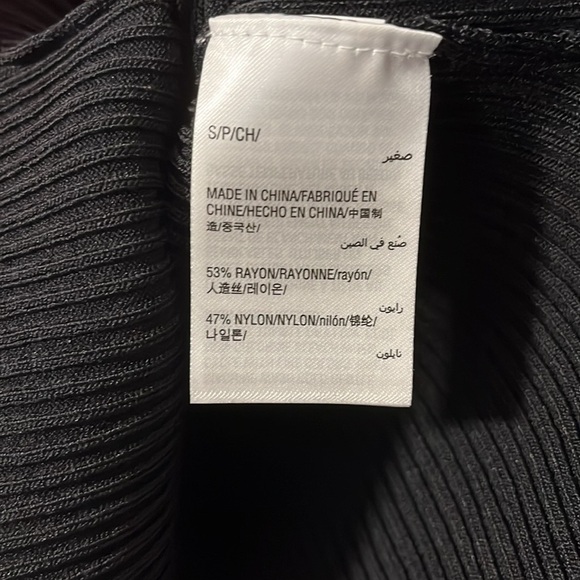 S/P/CH/
صغير
MADE IN CHINA/FABRIQUÉ EN
CHINE/HECHO EN CHINA/中国制
造/중국산/
صُنع في الصين
53% RAYON/RAYONNE/rayón/
人造丝/레이온/
رايون
47% NYLON/NYLON/nilón/锦纶/
나일론/
نايلون